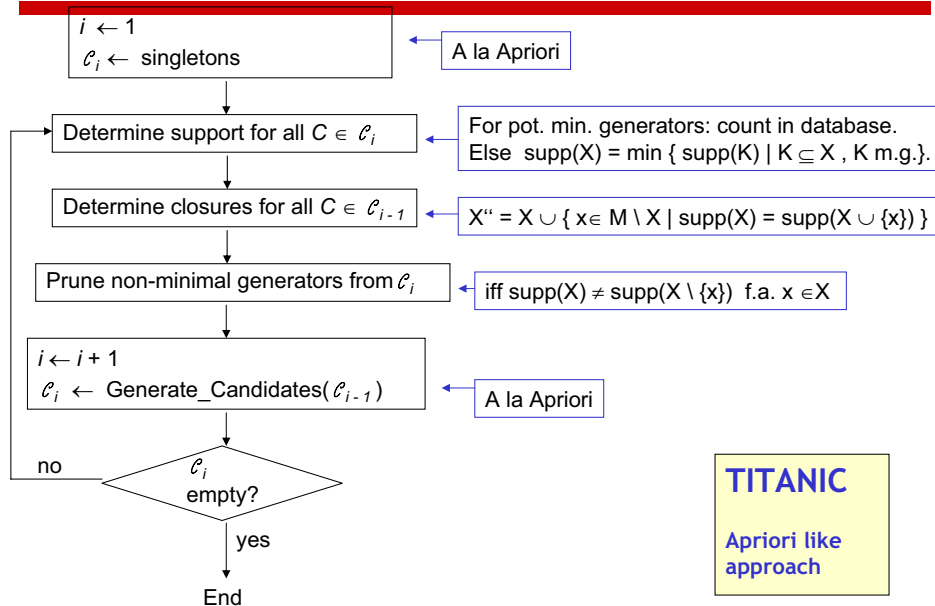 i ← 1
𝒞i ← singletons
A la Apriori
Determine support for all C ∈ 𝒞i
For pot. min. generators: count in database.
Else supp(X) = min { supp(K) | K ⊆ X , K m.g.}.
Determine closures for all C ∈ 𝒞i - 1
X“ = X ∪ { x∈ M \ X | supp(X) = supp(X ∪ {x}) }
Prune non-minimal generators from 𝒞i
iff supp(X) ≠ supp(X \ {x}) f.a. x ∈X
i ← i + 1
𝒞i ← Generate_Candidates(𝒞i - 1)
A la Apriori
no
𝒞i
empty?
yes
End
TITANIC
Apriori like
approach